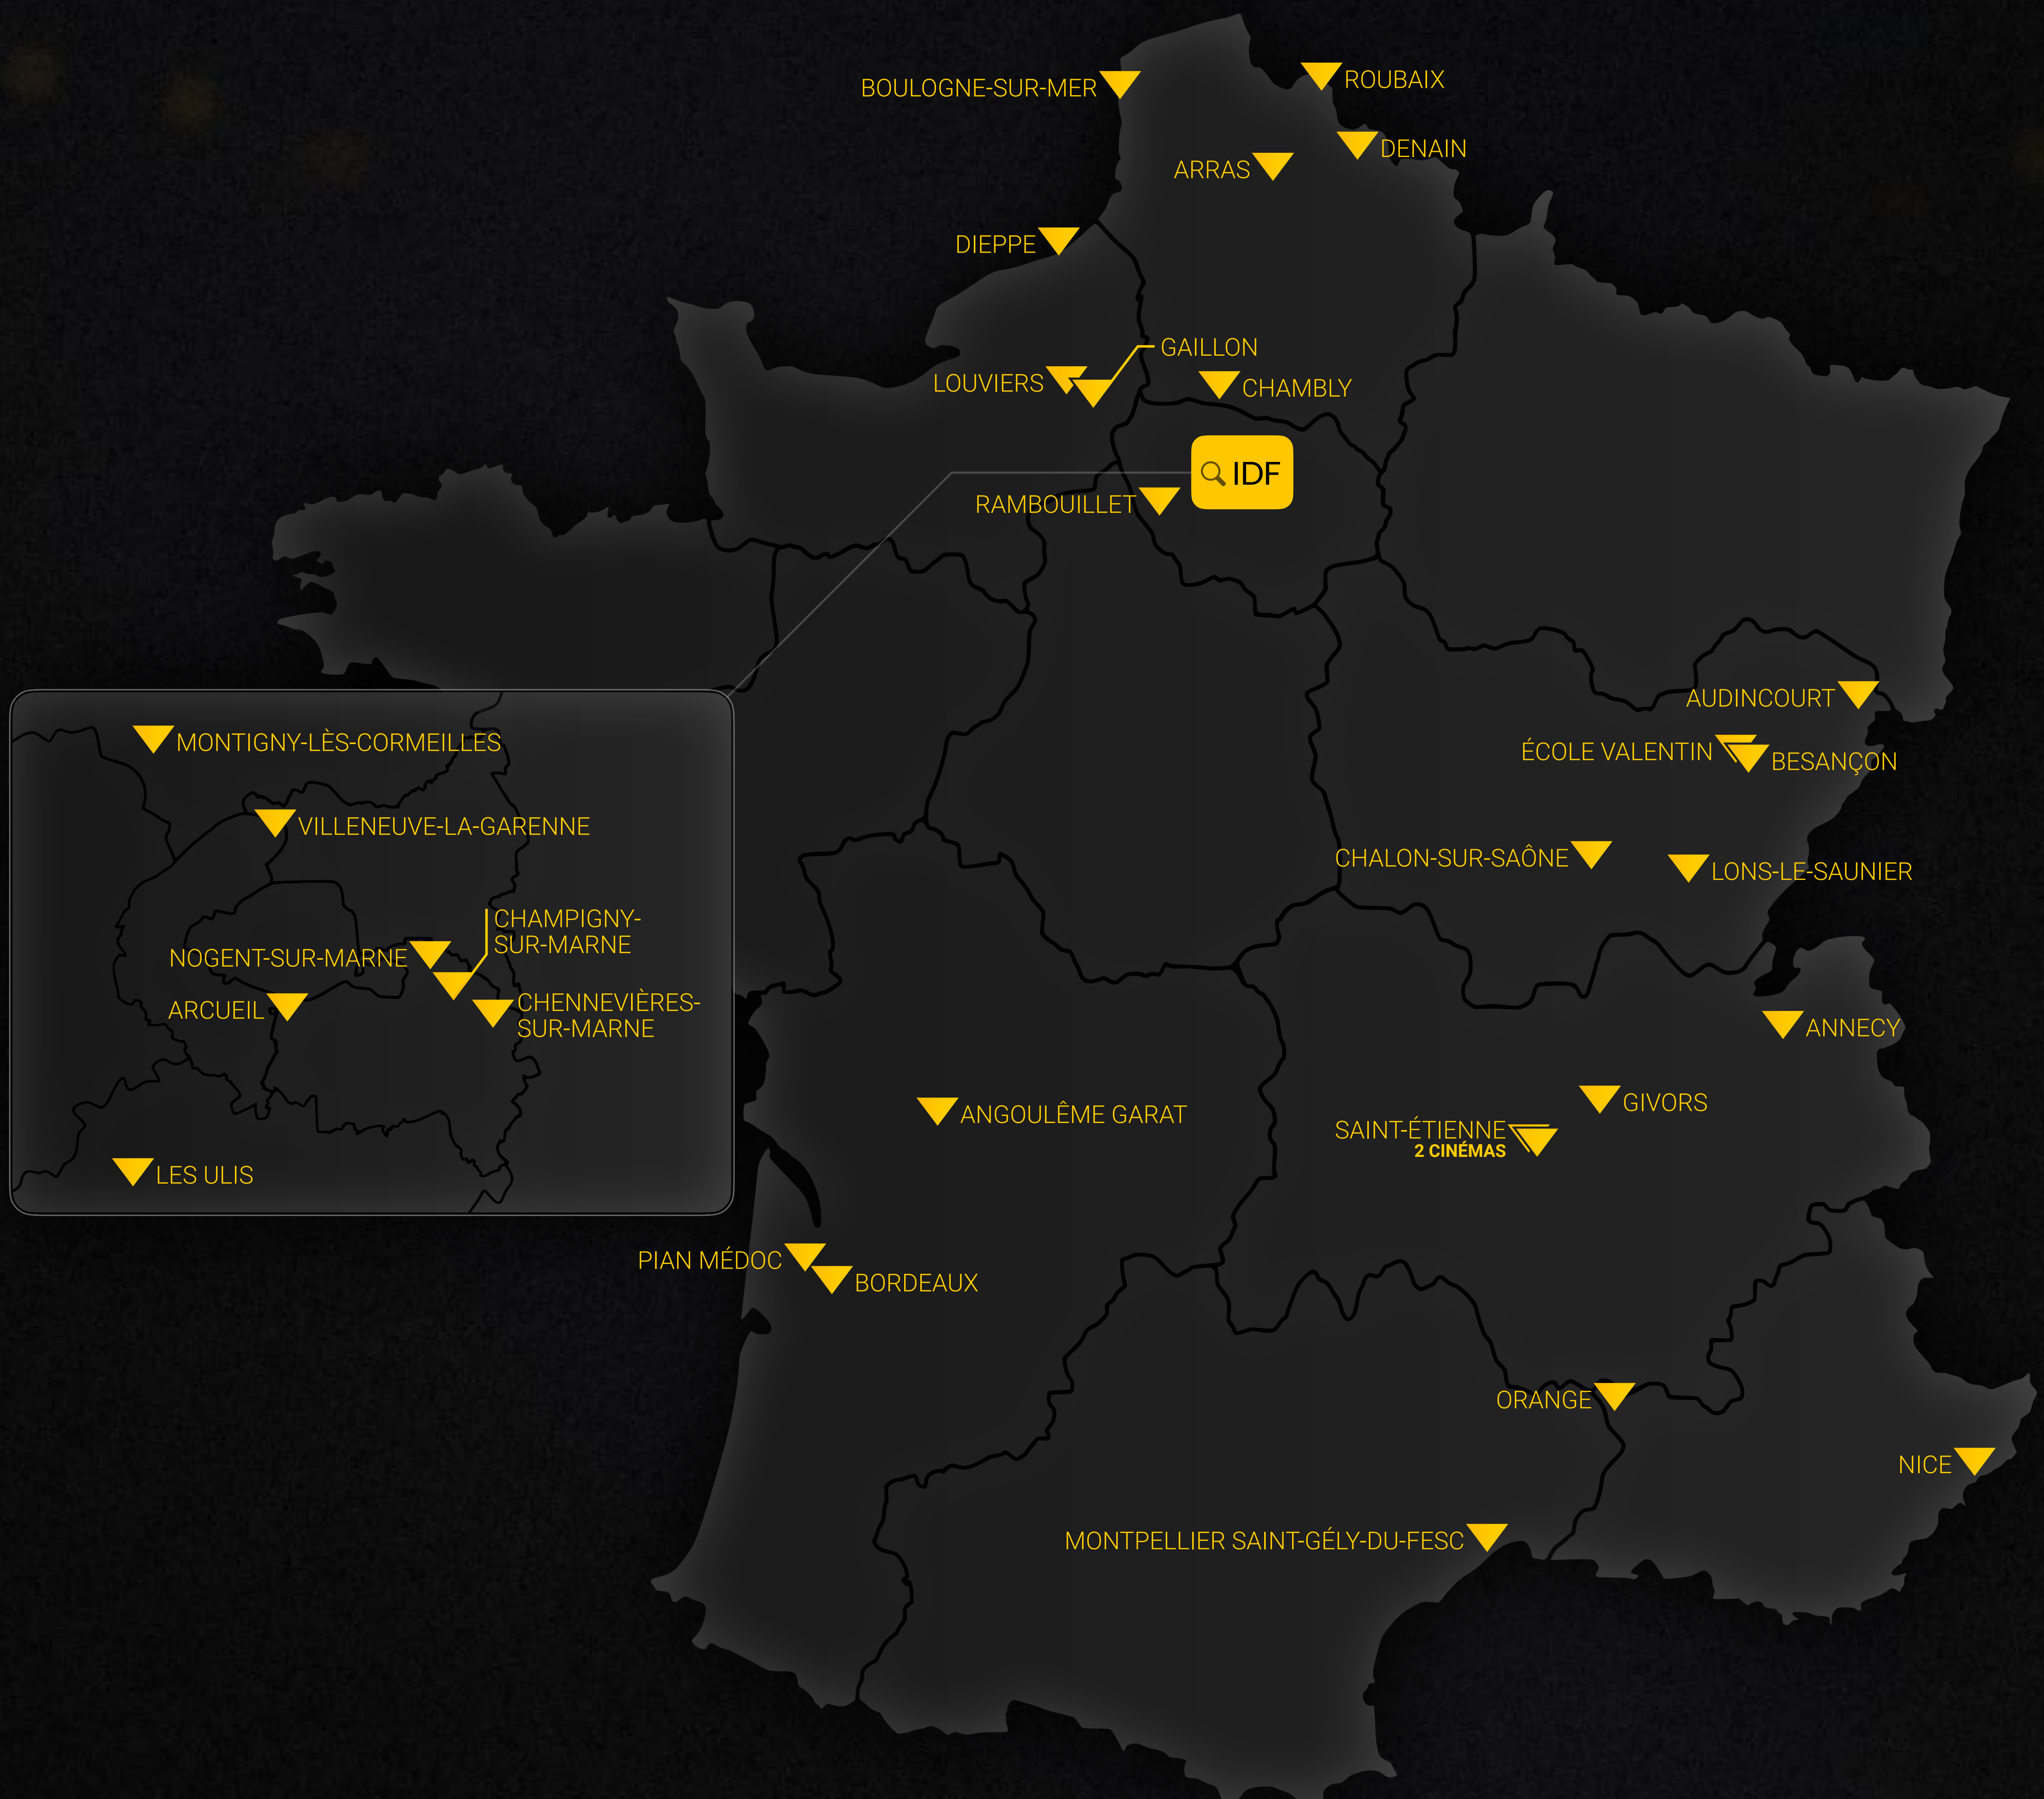 BOULOGNE-SUR-MER
ROUBAIX
DENAIN
ARRAS
DIEPPE
GAILLON
LOUVIERS
CHAMBLY
IDF
RAMBOUILLET
AUDINCOURT
ÉCOLE VALENTIN
BESANÇON
CHALON-SUR-SAÔNE
LONS-LE-SAUNIER
MONTIGNY-LÈS-CORMEILLES
VILLENEUVE-LA-GARENNE
CHAMPIGNY-
SUR-MARNE
NOGENT-SUR-MARNE
ARCUEIL
CHENNEVIÈRES-
SUR-MARNE
LES ULIS
ANNECY
GIVORS
ANGOULÊME GARAT
SAINT-ÉTIENNE
2 CINÉMAS
PIAN MÉDOC
BORDEAUX
ORANGE
NICE
MONTPELLIER SAINT-GÉLY-DU-FESC